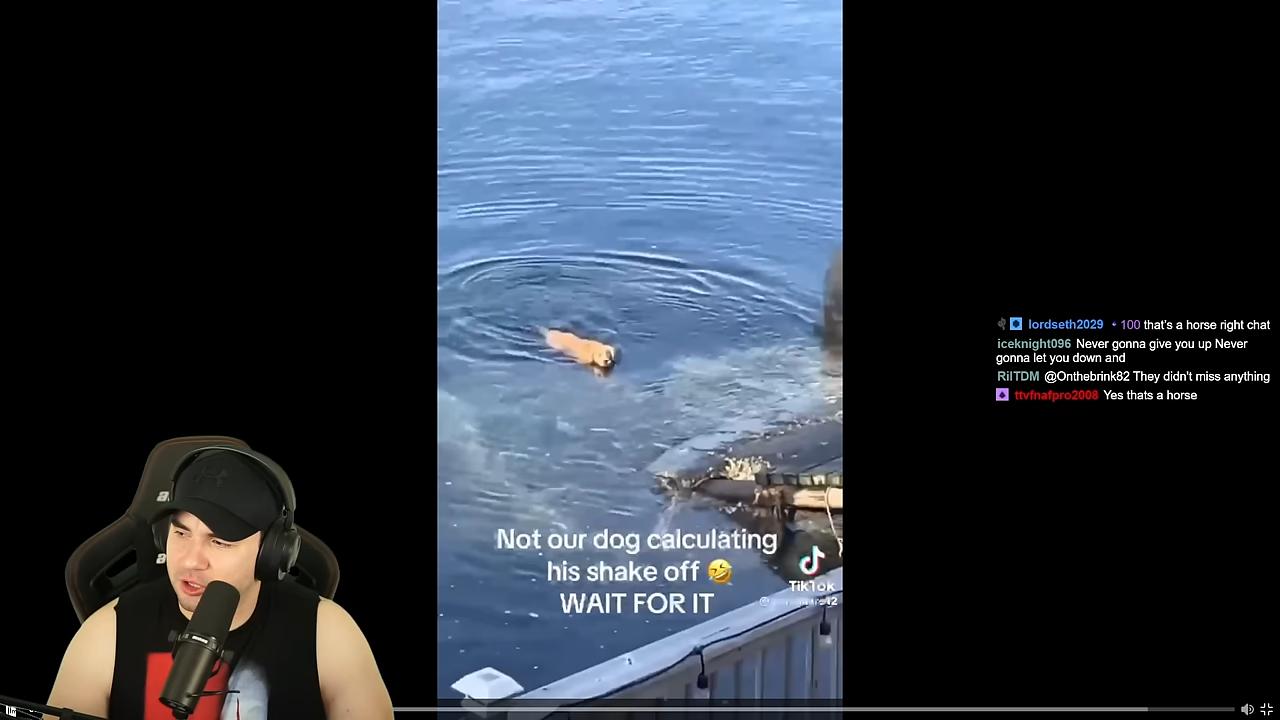 lordseth2029 100 that's a horse right chat
iceknight096 Never gonna give you up Never
gonna let you down and
RilTDM @Onthebrink82 They didn't miss anything
ttvfnafpro2008 Yes thats a horse
Not our dog calculating
his shake off 🤣
WAIT FOR IT
TikTok